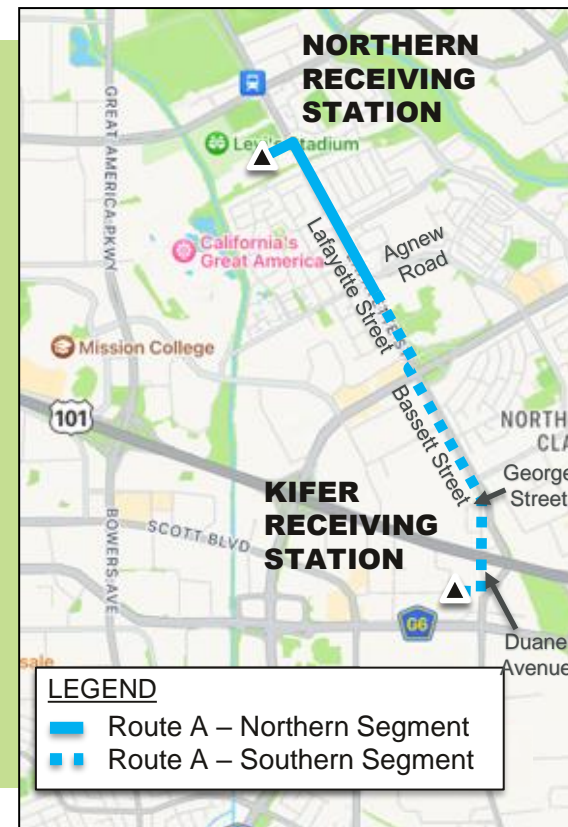 NORTHERN
RECEIVING
STATION
GREAT AMERICA PKWY
Levi's Stadium
Agnew
Road
California's
Great America
Lafayette Street
Mission College
101
Bassett Street
NORTH
CLA
George
Street
KIFER
RECEIVING
STATION
BOWERS AVE
SCOTT BLVD
G6
Duane
Avenue
sale
LEGEND
Route A – Northern Segment
Route A – Southern Segment